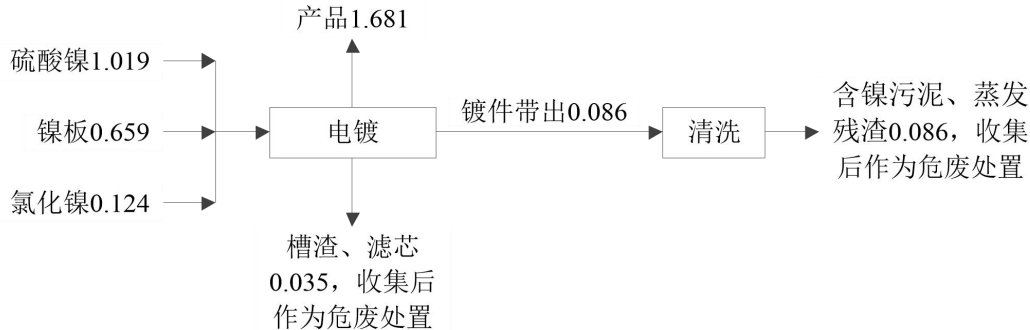 产品1.681
硫酸镍1.019
镍板0.659
氯化镍0.124
电镀
镀件带出0.086
清洗
含镍污泥、蒸发
残渣0.086，收集
后作为危废处置
槽渣、滤芯
0.035，收集后
作为危废处置